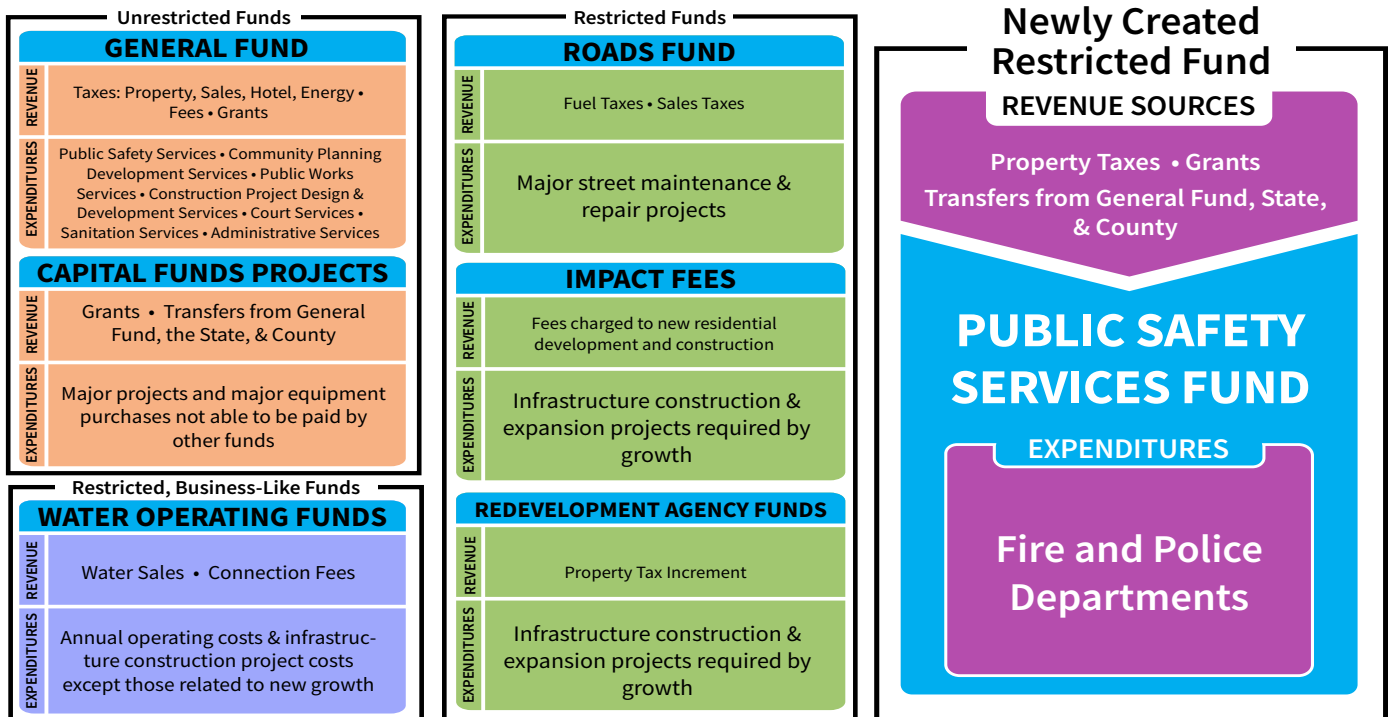 Unrestricted Funds
GENERAL FUND
REVENUE
Taxes: Property, Sales, Hotel, Energy •
Fees • Grants
EXPENDITURES
Public Safety Services • Community Planning
Development Services • Public Works
Services • Construction Project Design &
Development Services • Court Services •
Sanitation Services • Administrative Services
CAPITAL FUNDS PROJECTS
REVENUE
Grants • Transfers from General
Fund, the State, & County
EXPENDITURES
Major projects and major equipment
purchases not able to be paid by
other funds
Restricted, Business-Like Funds
WATER OPERATING FUNDS
REVENUE
Water Sales • Connection Fees
EXPENDITURES
Annual operating costs & infrastruc-
ture construction project costs
except those related to new growth
Restricted Funds
ROADS FUND
REVENUE
Fuel Taxes • Sales Taxes
EXPENDITURES
Major street maintenance &
repair projects
IMPACT FEES
REVENUE
Fees charged to new residential
development and construction
EXPENDITURES
Infrastructure construction &
expansion projects required by
growth
REDEVELOPMENT AGENCY FUNDS
REVENUE
Property Tax Increment
EXPENDITURES
Infrastructure construction &
expansion projects required by
growth
Newly Created
Restricted Fund
REVENUE SOURCES
Property Taxes • Grants
Transfers from General Fund, State,
& County
PUBLIC SAFETY
SERVICES FUND
EXPENDITURES
Fire and Police
Departments